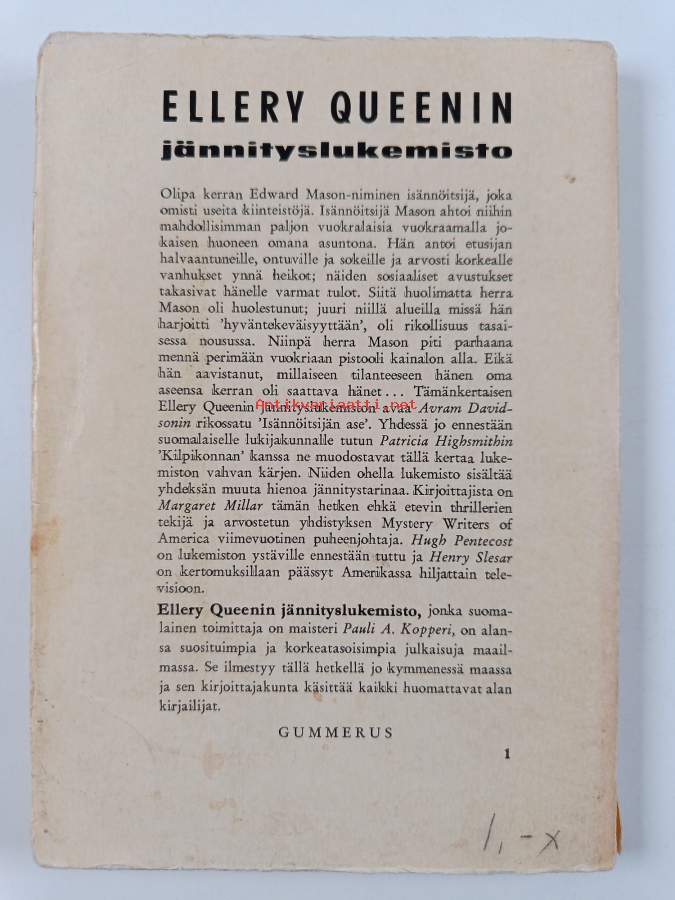 ELLERY QUEENIN
jännityslukemisto
Olipa kerran Edward Mason-niminen isännöitsijä, joka
omisti useita kiinteistöjä. Isännöitsijä Mason ahtoi niihin
mahdollisimman paljon vuokralaisia vuokraamalla jo-
kaisen huoneen omana asuntona. Hän antoi etusijan
halvaantuneille, ontuville ja sokeille ja arvosti korkealle
vanhukset ynnä heikot; näiden sosiaaliset avustukset
takasivat hänelle varmat tulot. Siitä huolimatta herra
Mason oli huolestunut; juuri niillä alueilla missä hän
harjoitti 'hyväntekeväisyyttään', oli rikollisuus tasai-
sessa nousussa. Niinpä herra Mason piti parhaana
mennä perimään vuokriaan pistooli kainalon alla. Eikä
hän aavistanut, millaiseen tilanteeseen hänen oma
aseensa kerran oli saattava hänet... Tämänkertaisen
Ellery Queenin jännityslukemiston avaa Avram David-
Antikvariaatti.net
sonin rikossatu 'Isännöitsijän ase'. Yhdessä jo ennestään
suomalaiselle lukijakunnalle tutun Patricia Highsmithin
'Kilpikonnan' kanssa ne muodostavat tällä kertaa luke-
miston vahvan kärjen. Niiden ohella lukemisto sisältää
yhdeksän muuta hienoa jännitystarinaa. Kirjoittajista on
Margaret Millar tämän hetken ehkä etevin thrillerien
tekijä ja arvostetun yhdistyksen Mystery Writers of
America viimevuotinen puheenjohtaja. Hugh Pentecost
on lukemiston ystäville ennestään tuttu ja Henry Slesar
on kertomuksillaan päässyt Amerikassa hiljattain tele-
visioon.
Ellery Queenin jännityslukemisto, jonka suoma-
lainen toimittaja on maisteri Pauli A. Kopperi, on alan-
sa suosituimpia ja korkeatasoisimpia julkaisuja maail-
massa. Se ilmestyy tällä hetkellä jo kymmenessä maassa
ja sen kirjoittajakunta käsittää kaikki huomattavat alan
kirjailijat.
GUMMERUS
1
1,-x